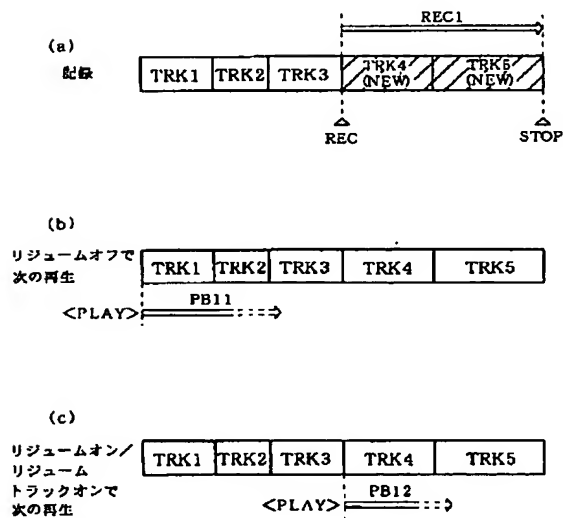 REC1
(a)
記録
TRK1 TRK2 TRK3 TRK4 (NEW) TRK5 (NEW)
REC STOP
(b)
リジュームオフで
次の再生
TRK1 TRK2 TRK3 TRK4 TRK5
<PLAY> PB11
(c)
リジュームオン/
リジューム
トラックオンで
次の再生
TRK1 TRK2 TRK3 TRK4 TRK5
<PLAY> PB12